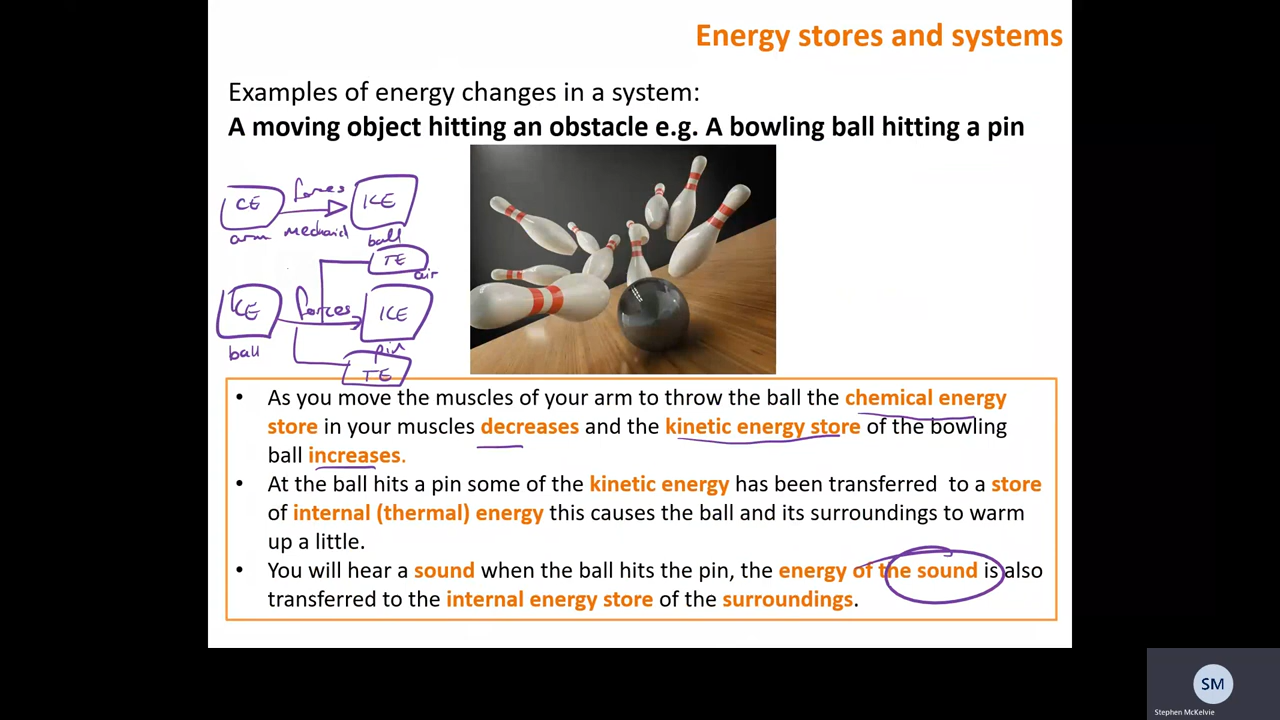 Energy stores and systems
Examples of energy changes in a system:
A moving object hitting an obstacle e.g. A bowling ball hitting a pin
CE
forces
KE
arm
Mechanical
ball
TE
air
KE
forces
KE
ball
pin
TE
• As you move the muscles of your arm to throw the ball the chemical energy
store in your muscles decreases and the kinetic energy store of the bowling
ball increases.
• At the ball hits a pin some of the kinetic energy has been transferred to a store
of internal (thermal) energy this causes the ball and its surroundings to warm
up a little.
• You will hear a sound when the ball hits the pin, the energy of the sound is also
transferred to the internal energy store of the surroundings.
SM
Stephen McKelvie